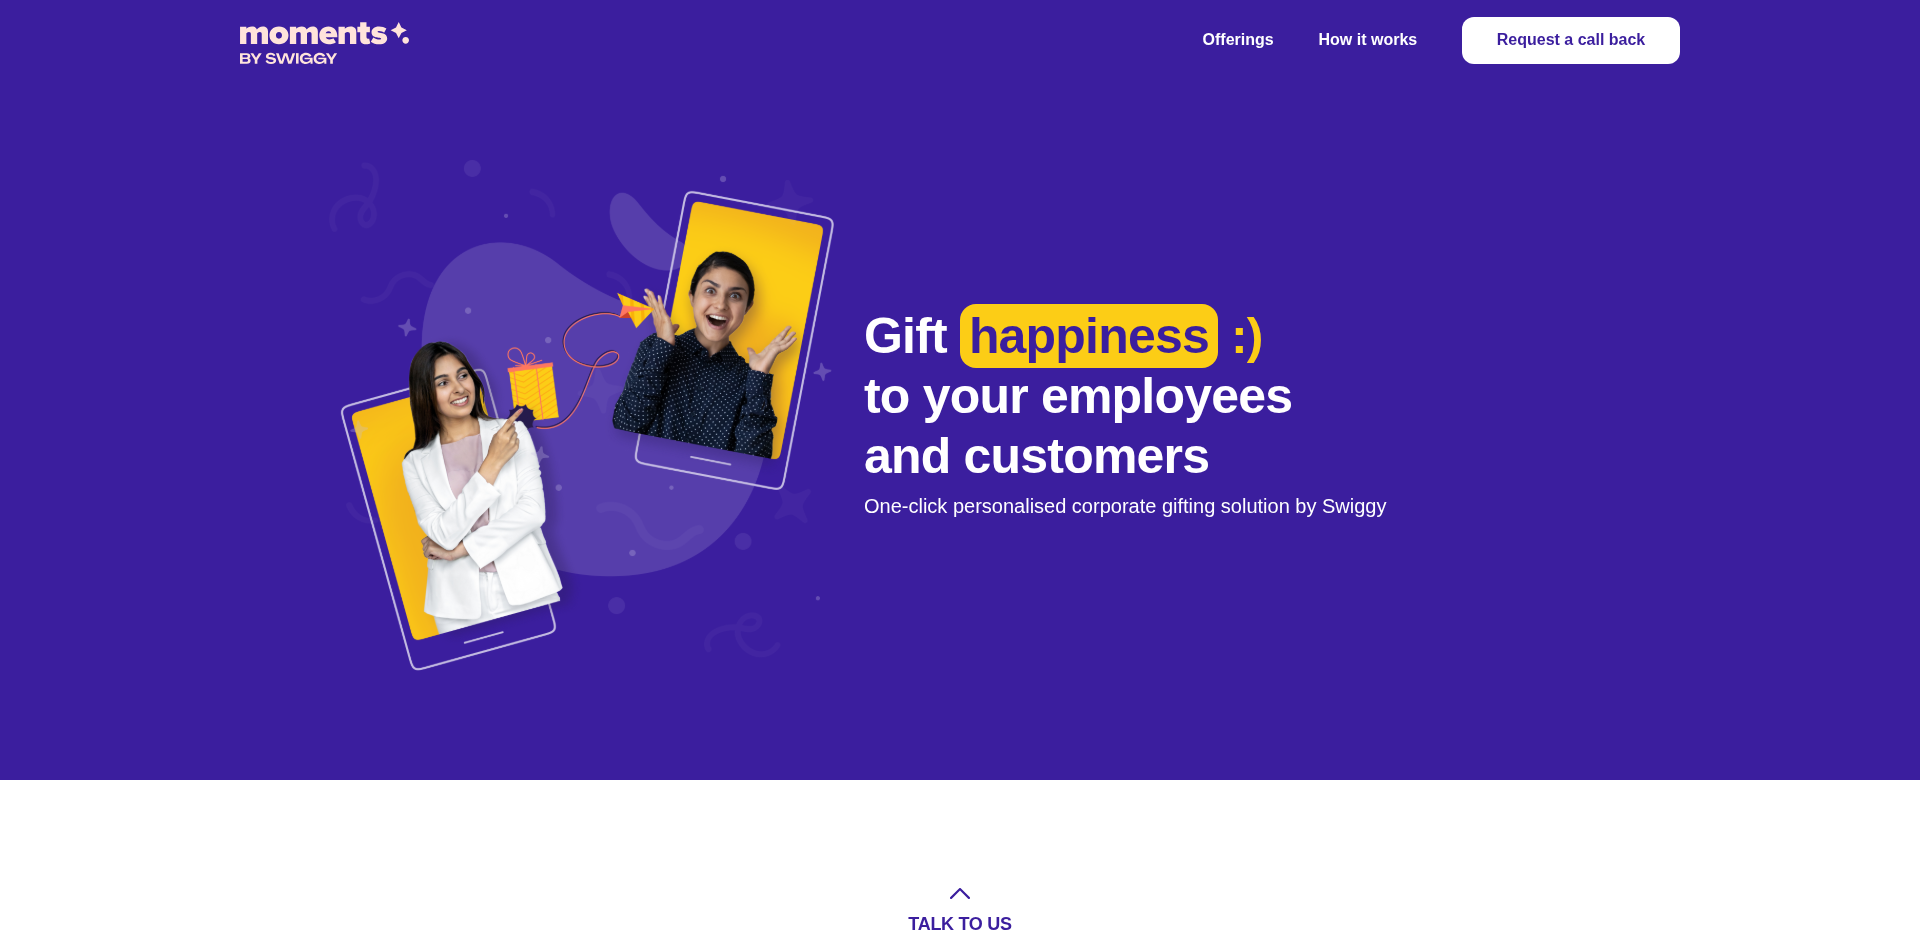 moments
BY SWIGGY
Offerings
How it works
Request a call back
Gift happiness :)
to your employees
and customers
One-click personalised corporate gifting solution by Swiggy
TALK TO US